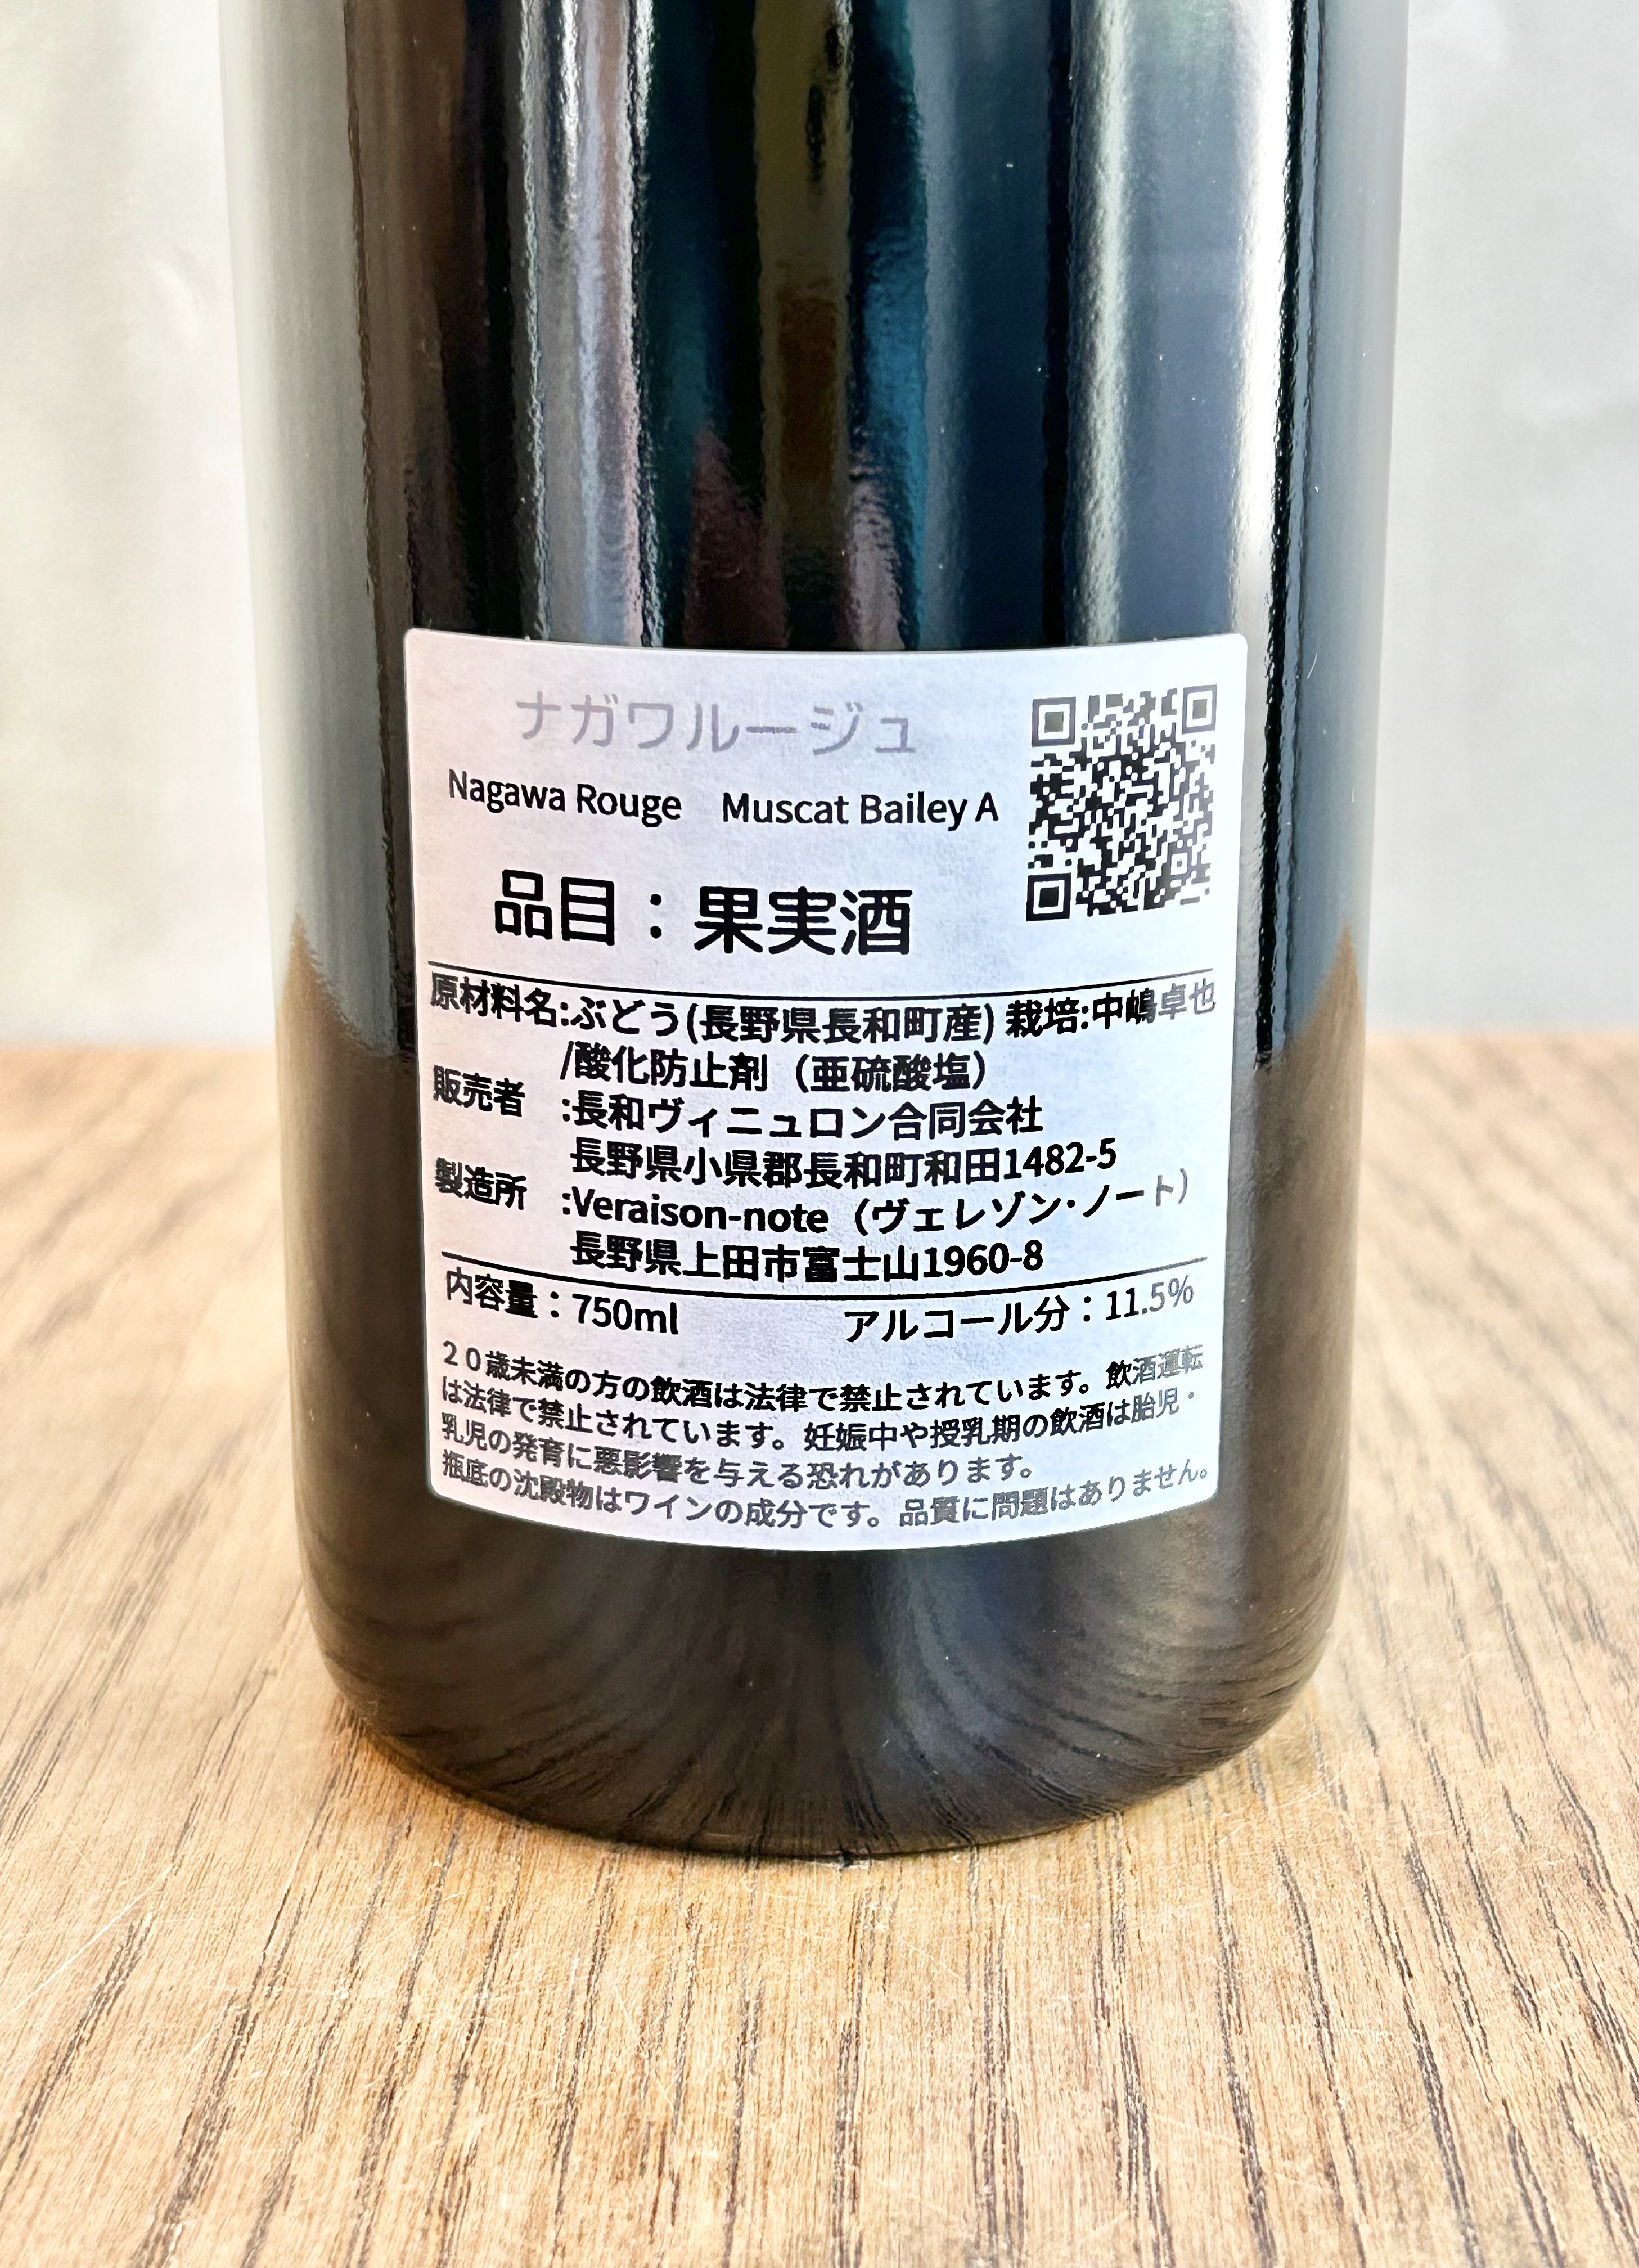 ナガワルージュ
Nagawa Rouge　Muscat Bailey A
品目：果実酒
原材料名:ぶどう(長野県長和町産) 栽培:中嶋卓也
/酸化防止剤（亜硫酸塩）
販売者　:長和ヴィニュロン合同会社
長野県小県郡長和町和田1482-5
製造所　:Veraison-note（ヴェレゾン・ノート）
長野県上田市富士山1960-8
内容量：750ml　アルコール分：11.5%
２０歳未満の方の飲酒は法律で禁止されています。飲酒運転
は法律で禁止されています。妊娠中や授乳期の飲酒は胎児・
乳児の発育に悪影響を与える恐れがあります。
瓶底の沈殿物はワインの成分です。品質に問題はありません。